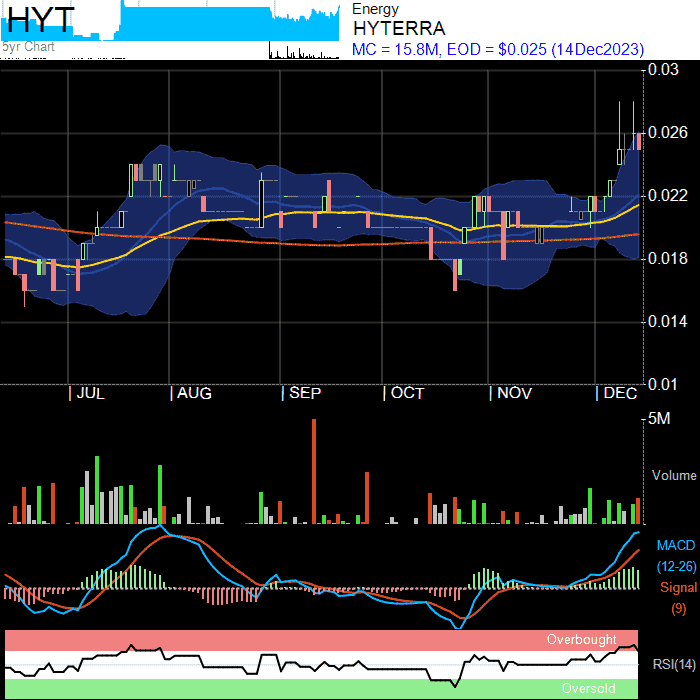 HYT
5yr Chart
Energy
HYTERRA
MC = 15.8M, EOD = $0.025 (14Dec2023)
0.03
0.026
0.022
0.018
0.014
0.01
JUL AUG SEP OCT NOV DEC
5M
Volume
MACD
(12-26)
Signal
(9)
Overbought
RSI(14)
Oversold